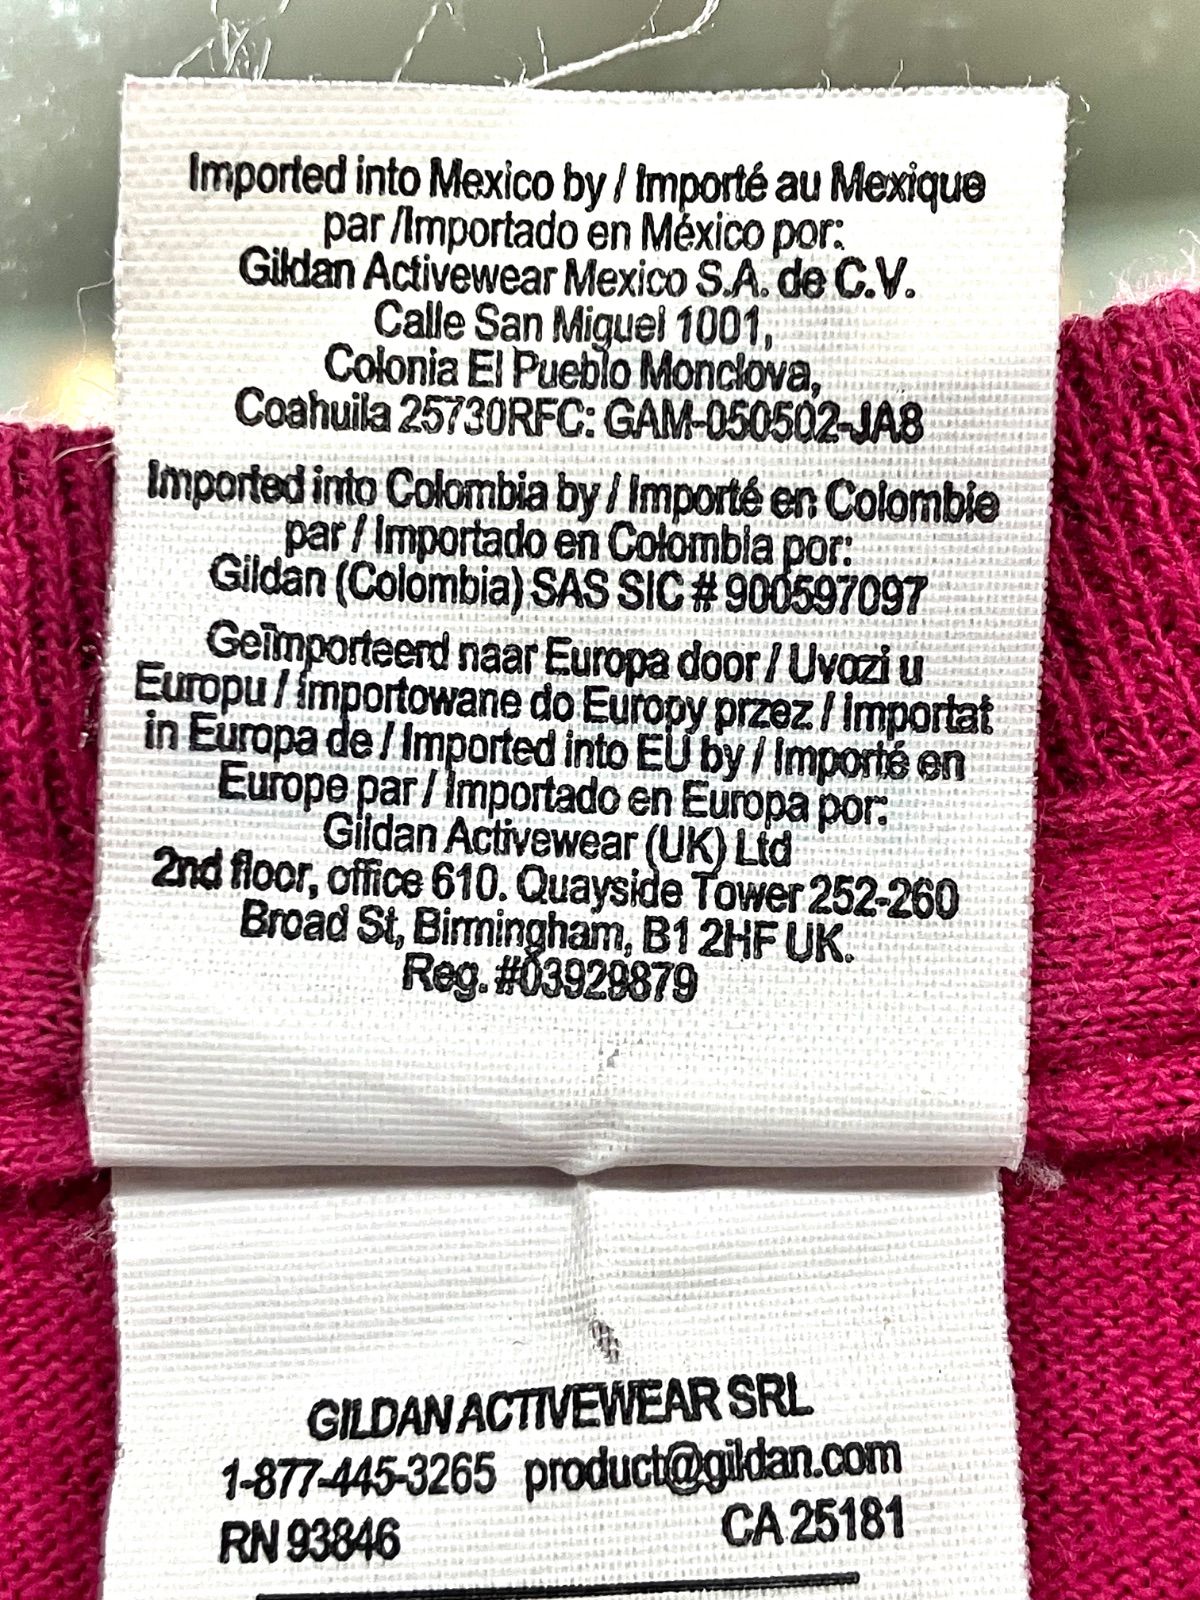 Imported into Mexico by / Importé au Mexique
par /Importado en México por:
Gildan Activewear Mexico S.A. de C.V.
Calle San Miguel 1001,
Colonia El Pueblo Monclova,
Coahuila 25730RFC: GAM-050502-JA8
Imported into Colombia by / Importé en Colombie
par / Importado en Colombia por:
Gildan (Colombia) SAS SIC # 900597097
Geïmporteerd naar Europa door / Uvozi u
Europu / Importowane do Europy przez / Importat
in Europa de / Imported into EU by / Importé en
Europe par / Importado en Europa por:
Gildan Activewear (UK) Ltd
2nd floor, office 610. Quayside Tower 252-260
Broad St, Birmingham, B1 2HF UK.
Reg. #03929879
GILDAN ACTIVEWEAR SRL
1-877-445-3265 product@gildan.com
RN 93846 CA 25181